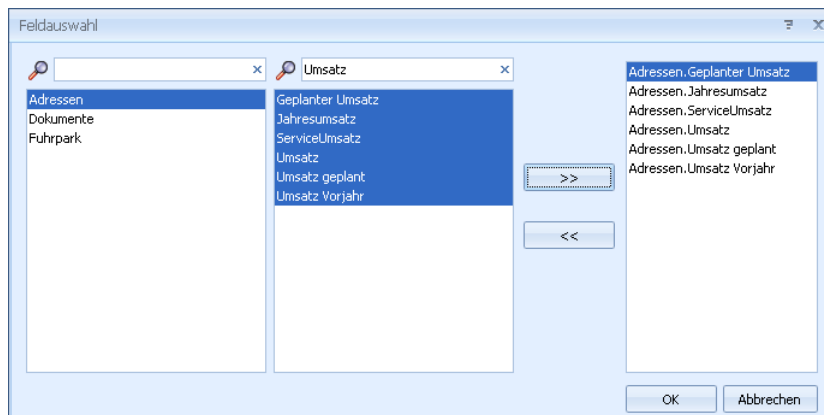 Feldauswahl
Umsatz
Adressen
Dokumente
Fuhrpark
Geplanter Umsatz
Jahresumsatz
ServiceUmsatz
Umsatz
Umsatz geplant
Umsatz Vorjahr
>>
<<
Adressen.Geplanter Umsatz
Adressen.Jahresumsatz
Adressen.ServiceUmsatz
Adressen.Umsatz
Adressen.Umsatz geplant
Adressen.Umsatz Vorjahr
OK
Abbrechen